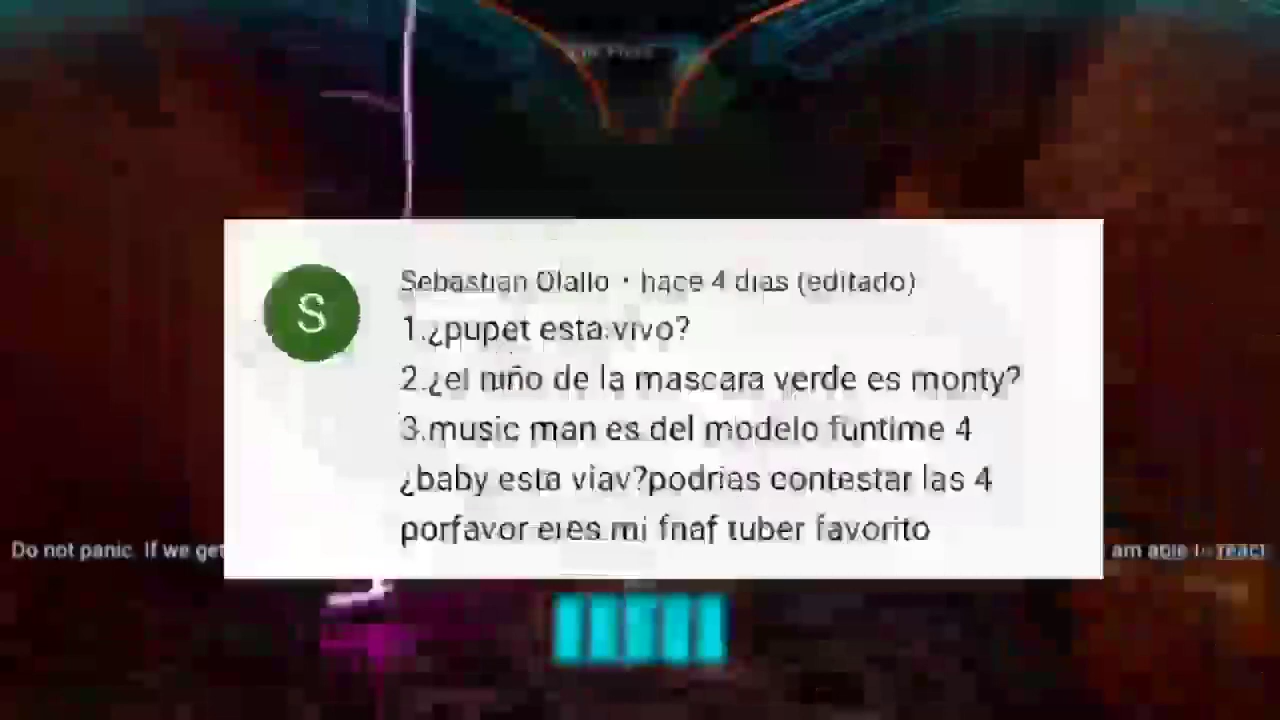 Sebastian Olallo · hace 4 dias (editado)
1.¿pupet esta vivo?
2.¿el niño de la mascara verde es monty?
3.music man es del modelo funtime 4
¿baby esta viav?podrias contestar las 4
porfavor eres mi fnaf tuber favorito
Do not panic. If we get
am able to react